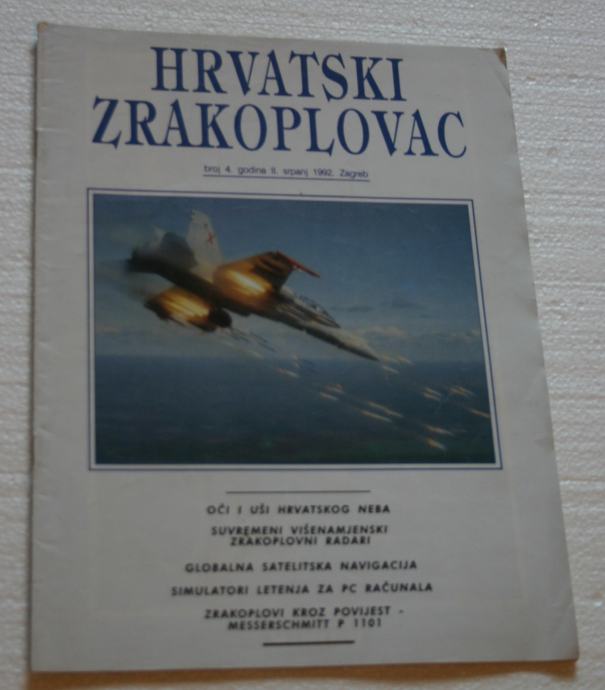 HRVATSKI
ZRAKOPLOVAC
broj 4. godina II. srpanj 1992. Zagreb
OČI I UŠI HRVATSKOG NEBA
SUVREMENI VIŠENAMJENSKI
ZRAKOPLOVNI RADARI
GLOBALNA SATELITSKA NAVIGACIJA
SIMULATORI LETENJA ZA PC RAČUNALA
ZRAKOPLOVI KROZ POVIJEST -
MESSERSCHMITT P 1101